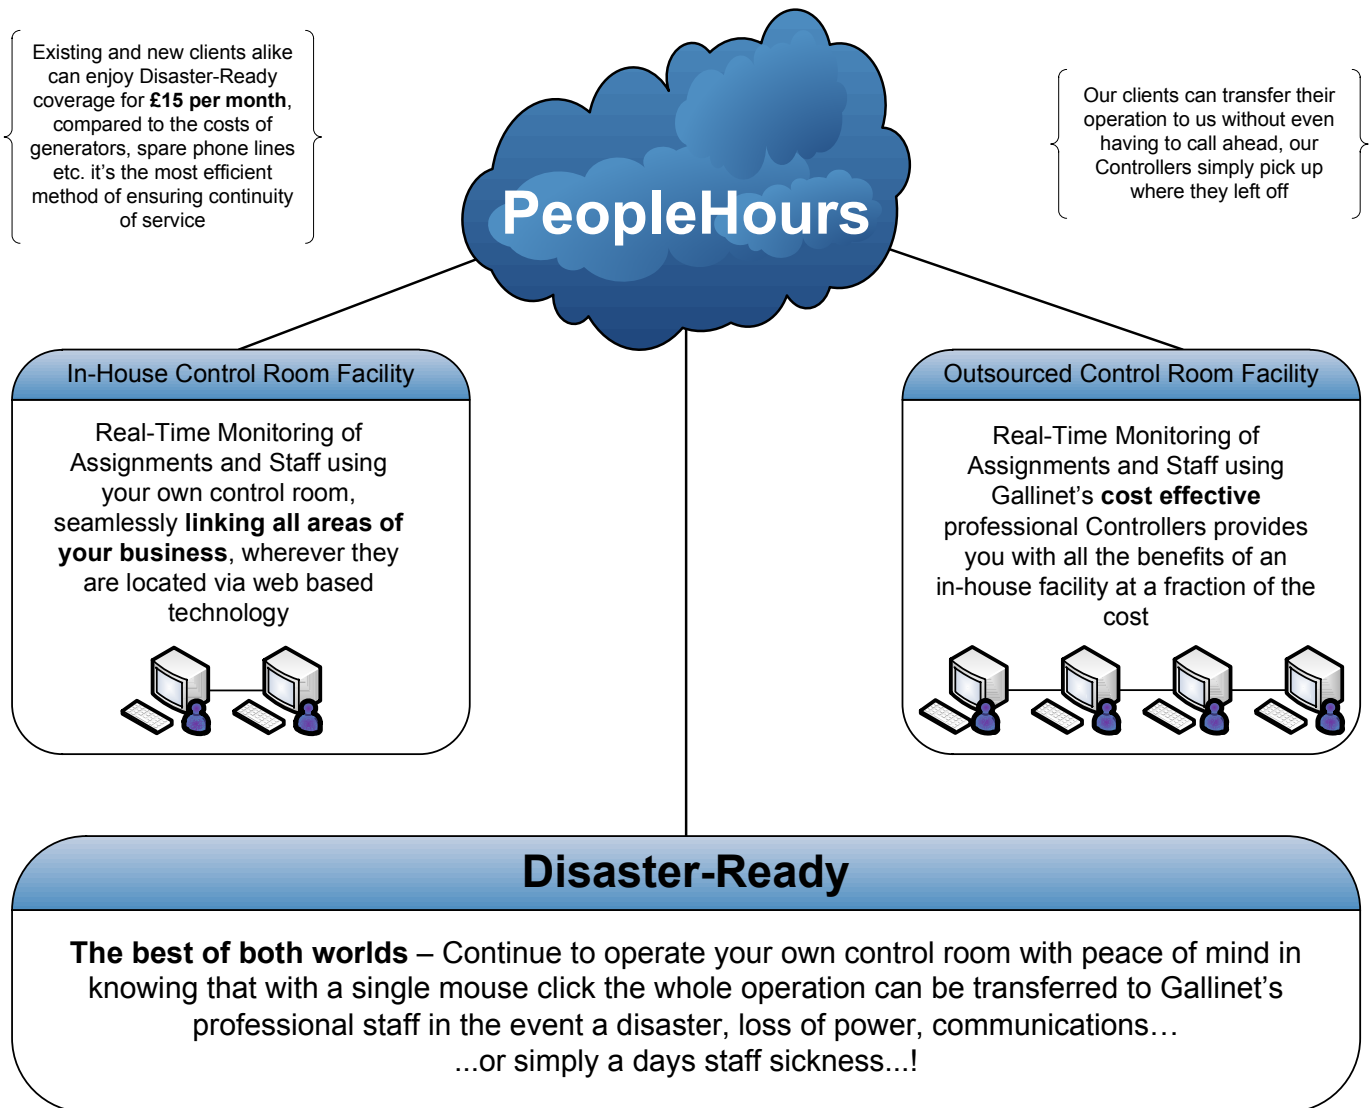 Existing and new clients alike
can enjoy Disaster-Ready
coverage for £15 per month,
compared to the costs of
generators, spare phone lines
etc. it's the most efficient
method of ensuring continuity
of service
PeopleHours
Our clients can transfer their
operation to us without even
having to call ahead, our
Controllers simply pick up
where they left off
In-House Control Room Facility
Real-Time Monitoring of
Assignments and Staff using
your own control room,
seamlessly linking all areas of
your business, wherever they
are located via web based
technology
Outsourced Control Room Facility
Real-Time Monitoring of
Assignments and Staff using
Gallinet's cost effective
professional Controllers provides
you with all the benefits of an
in-house facility at a fraction of the
cost
Disaster-Ready
The best of both worlds – Continue to operate your own control room with peace of mind in
knowing that with a single mouse click the whole operation can be transferred to Gallinet's
professional staff in the event a disaster, loss of power, communications…
...or simply a days staff sickness...!